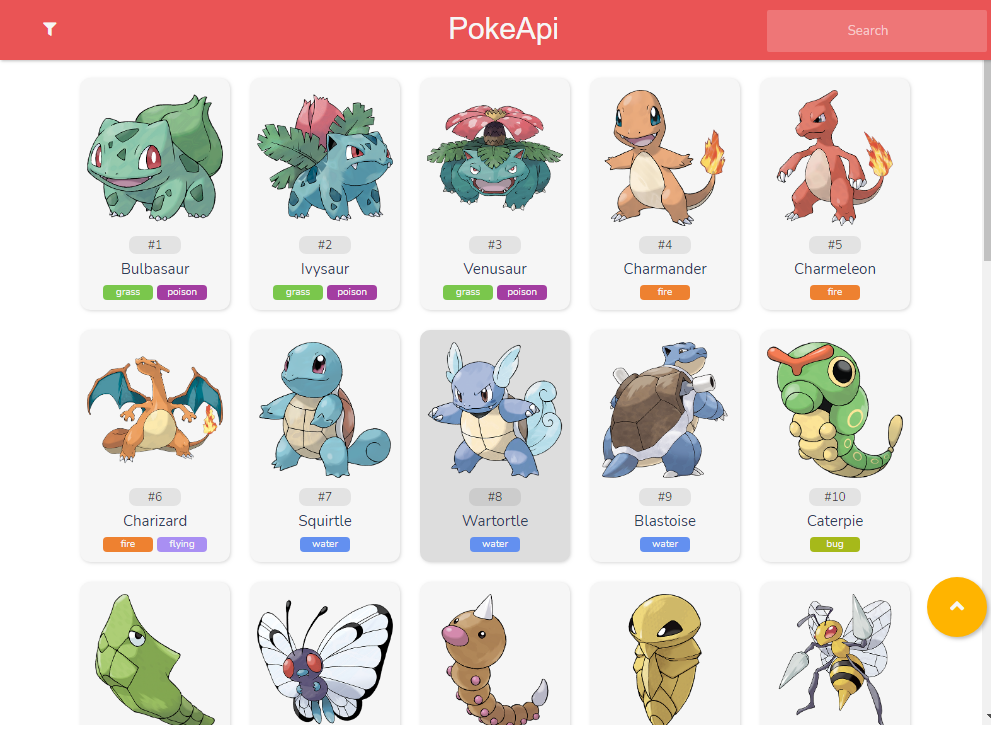 PokeApi
Search
#1 #2 #3 #4 #5
Bulbasaur Ivysaur Venusaur Charmander Charmeleon
grass poison grass poison grass poison fire fire
#6 #7 #8 #9 #10
Charizard Squirtle Wartortle Blastoise Caterpie
fire flying water water water bug